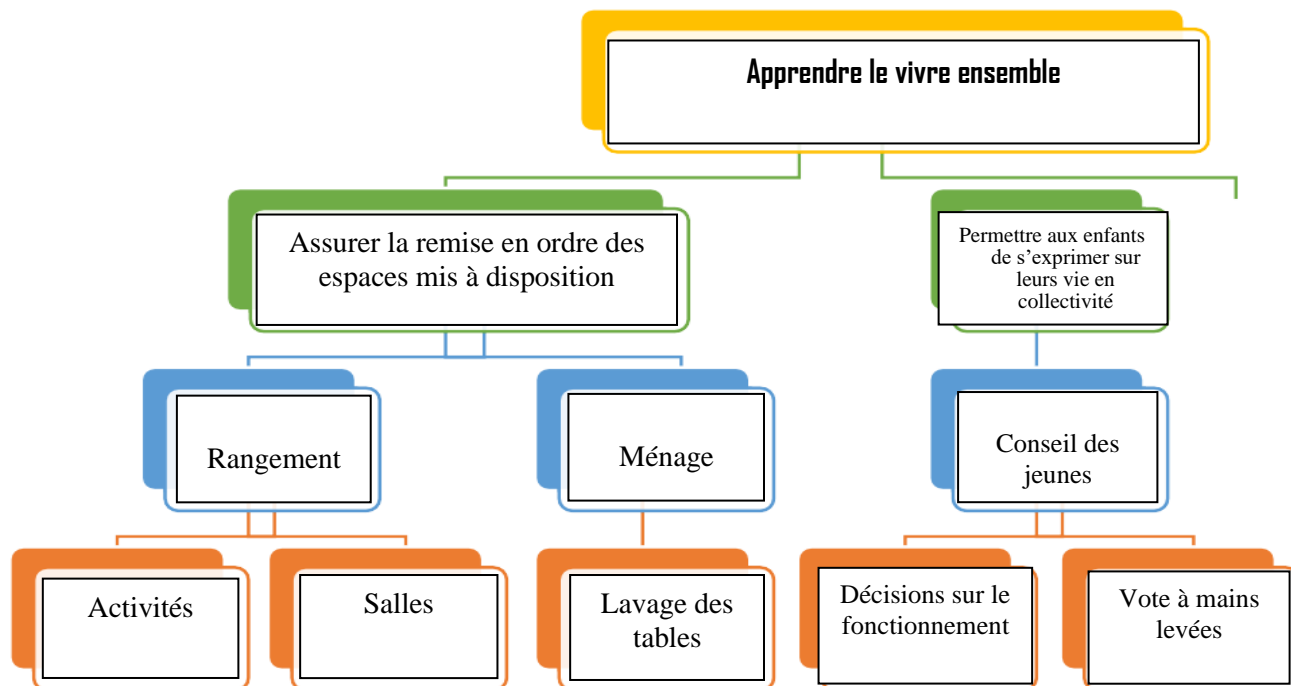 Apprendre le vivre ensemble
Assurer la remise en ordre des
espaces mis à disposition
Permettre aux enfants
de s’exprimer sur
leurs vie en
collectivité
Rangement
Ménage
Conseil des
jeunes
Activités
Salles
Lavage des
tables
Décisions sur le
fonctionnement
Vote à mains
levées